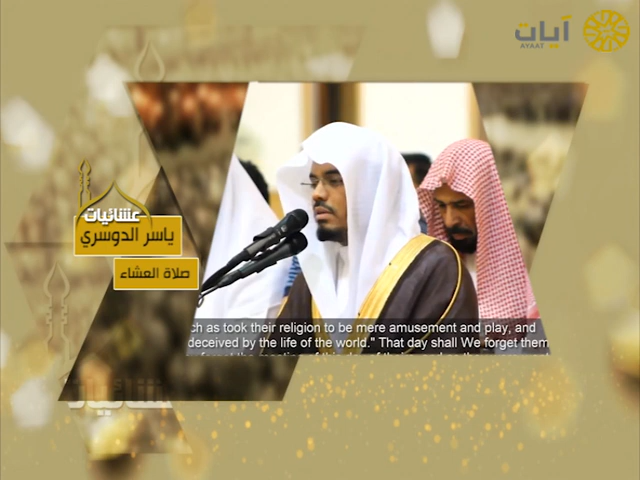 آيات
AYAAT
عشائيات
ياسر الدوسري
صلاة العشاء
ch as took their religion to be mere amusement and play, and
deceived by the life of the world." That day shall We forget them